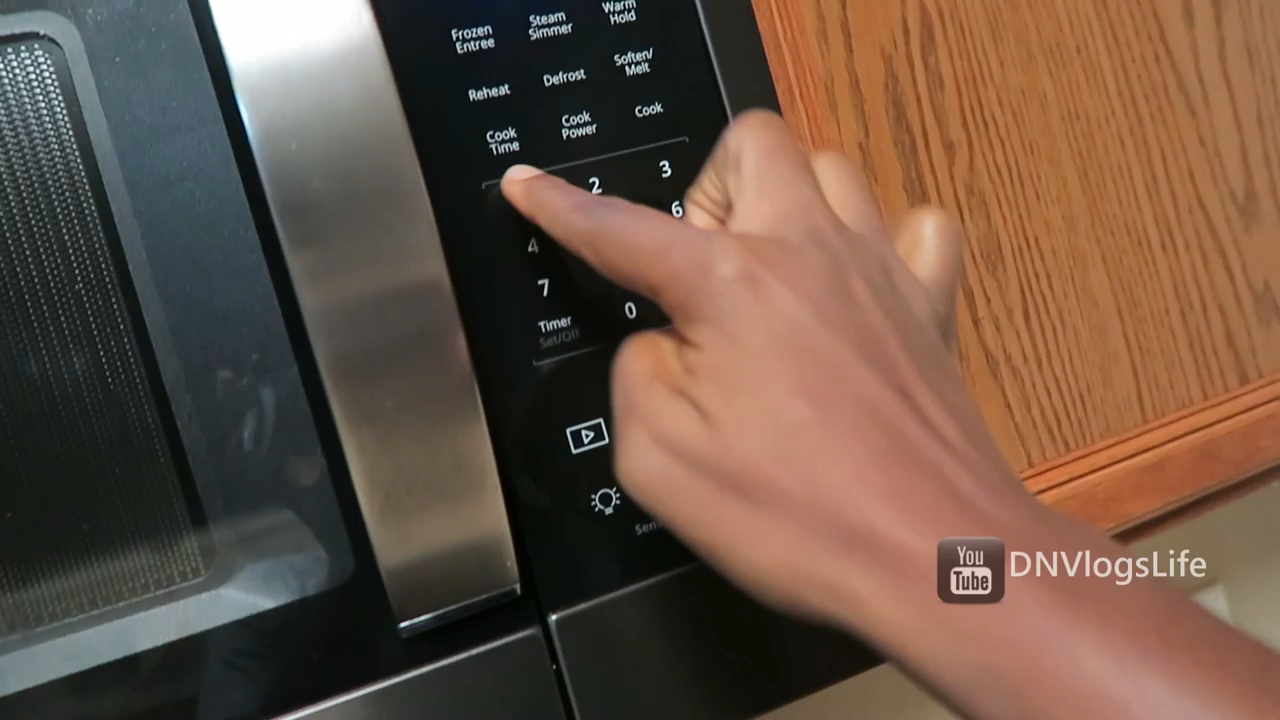 Frozen
Entree
Steam
Simmer
Warm
Hold
Reheat
Defrost
Soften/
Melt
Cook
Time
Cook
Power
Cook
2
3
4
6
7
0
Timer
Set/Off
You
Tube
DNVlogsLife